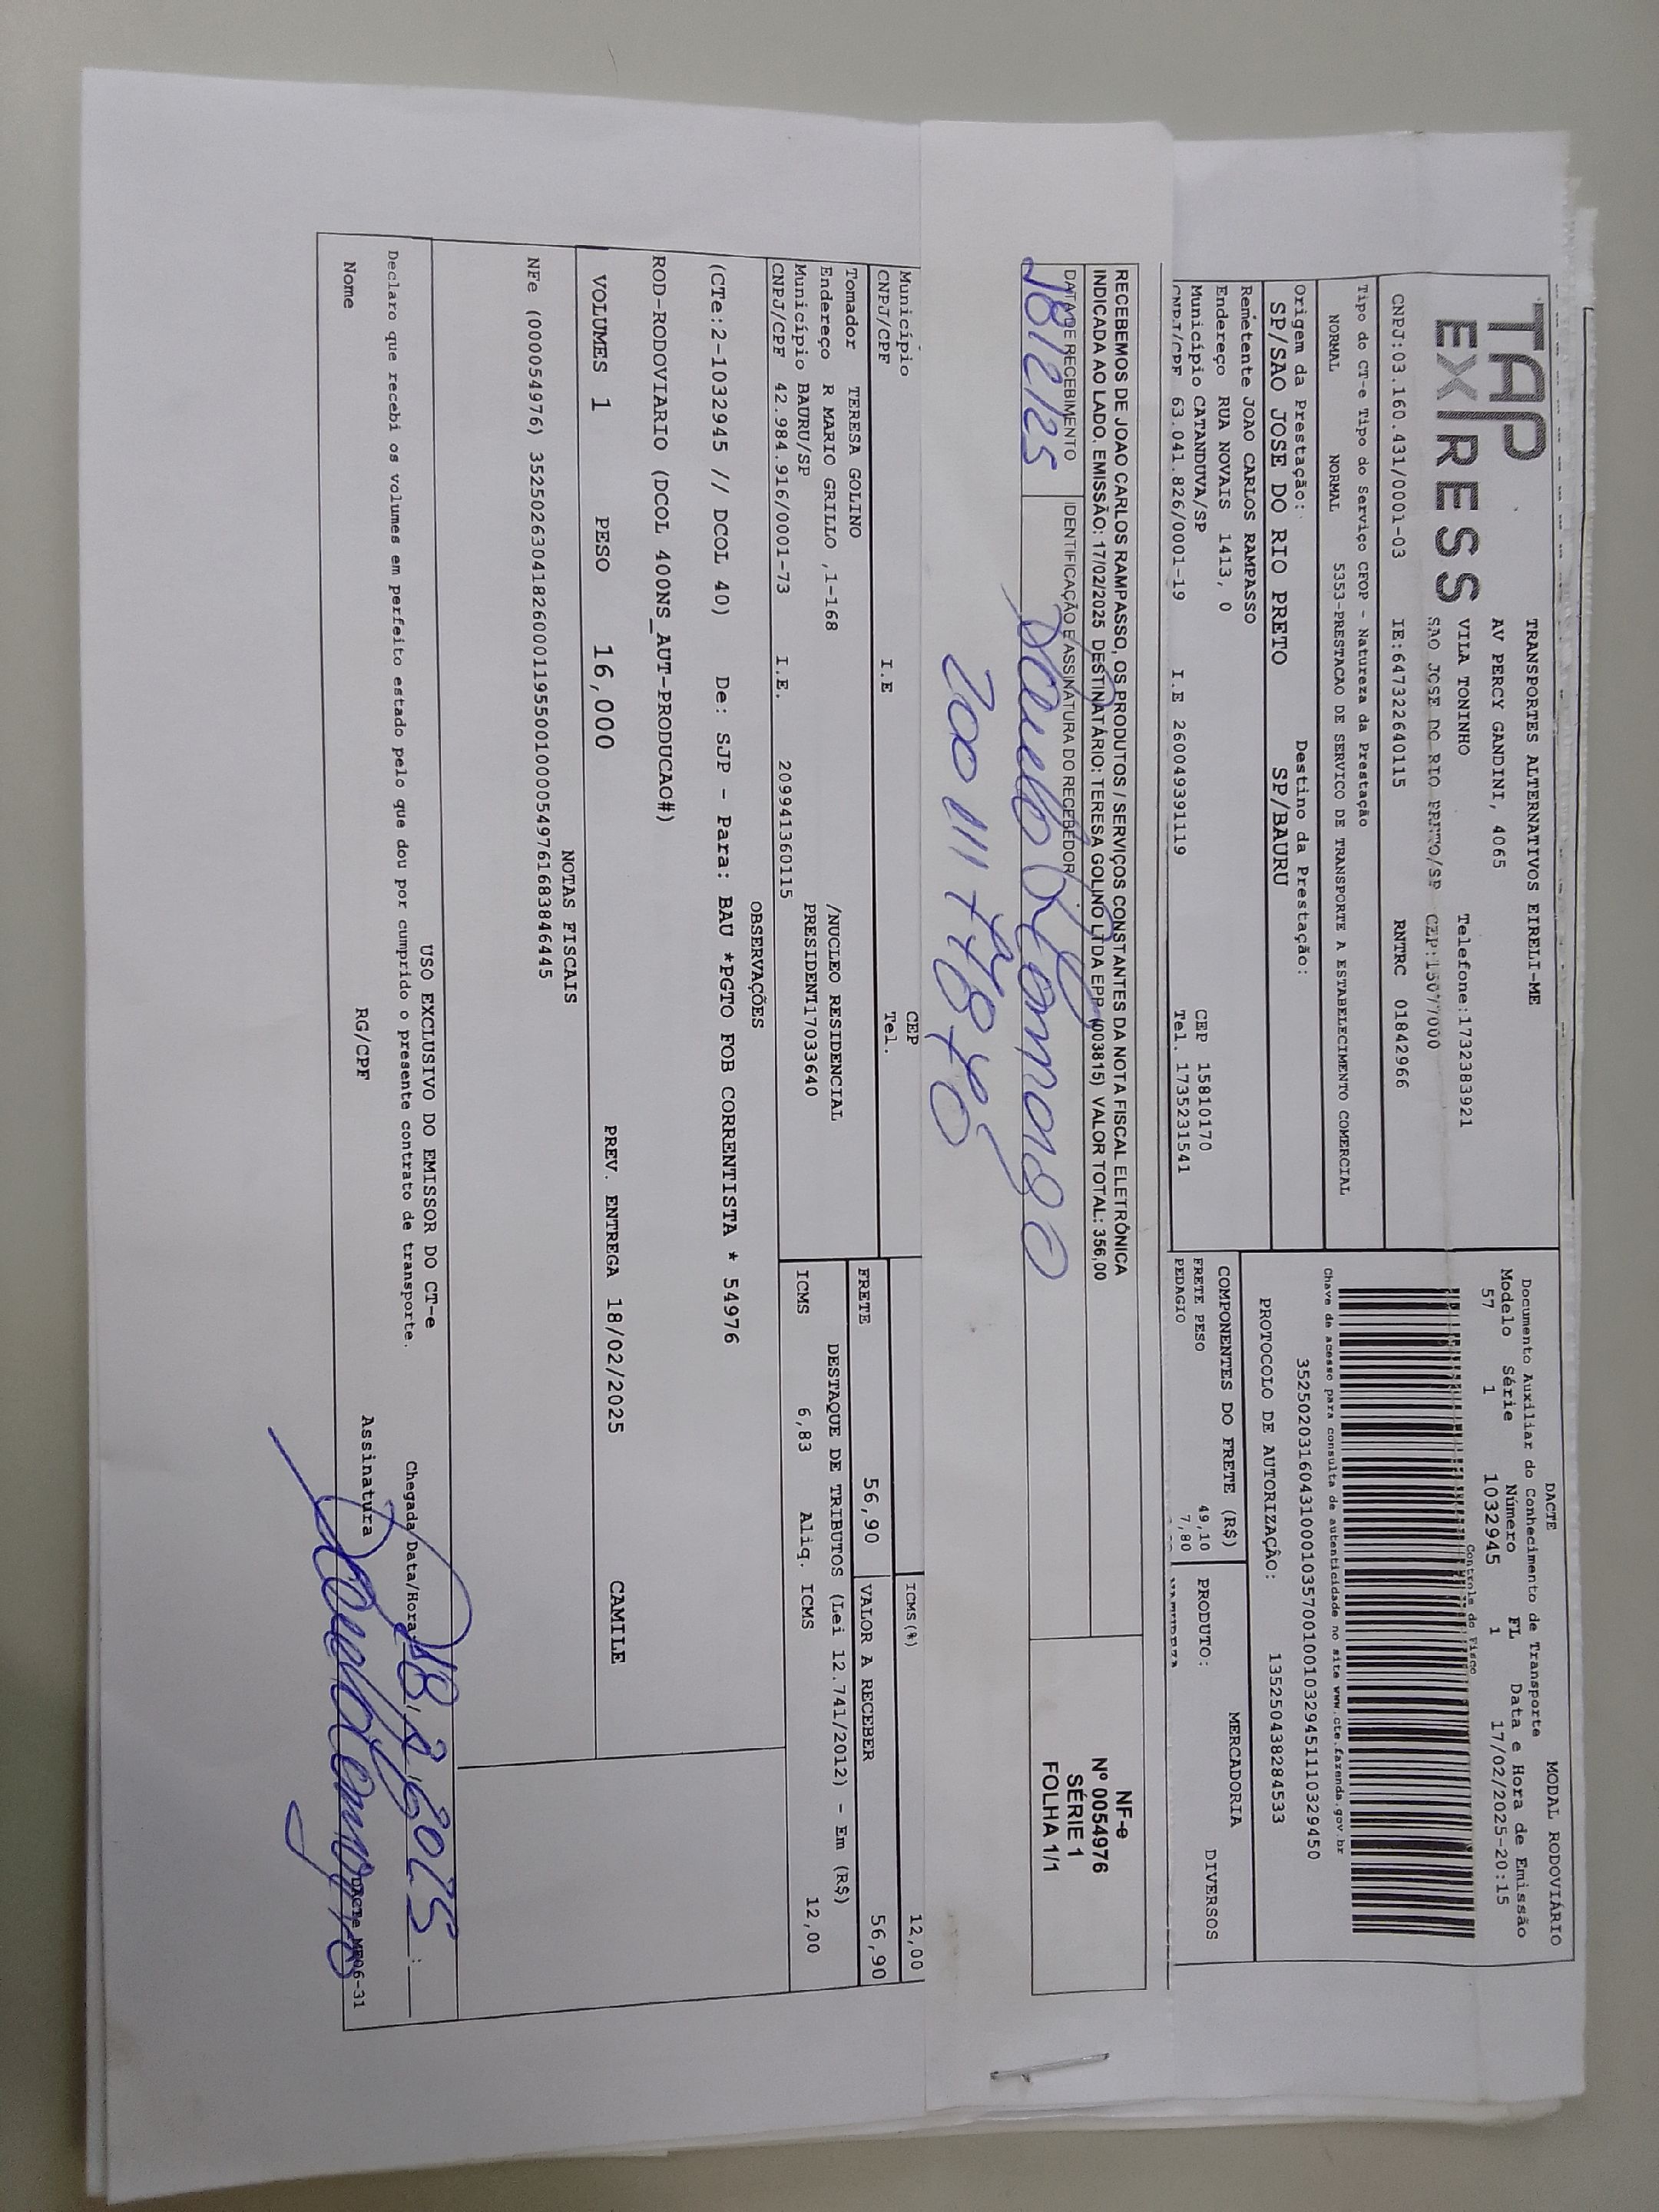 TAP
EXPRESS
TRANSPORTES ALTERNATIVOS EIRELI-ME
AV PERCY GANDINI, 4065
VILA TONINHO Telefone:1732383921
SAO JOSE DO RIO PRETO/SP CEP:15077000
CNPJ:03.160.431/0001-03 IE:647322640115 RNTRC 01842966
DACTE MODAL RODOVIÁRIO
Documento Auxiliar do Conhecimento de Transporte
Modelo Série Número FL Data e Hora de Emissão
57 1 1032945 1 17/02/2025-20:15
Controle do Fisco
Chave de acesso para consulta de autenticidade no site www.cte.fazenda.gov.br
35250203160431000103570010010329451110329450
PROTOCOLO DE AUTORIZAÇÃO: 135250438284533
Tipo do CT-e Tipo do Serviço CFOP - Natureza da Prestação
NORMAL NORMAL 5353-PRESTACAO DE SERVICO DE TRANSPORTE A ESTABELECIMENTO COMERCIAL
Origem da Prestação: Destino da Prestação:
SP/SAO JOSE DO RIO PRETO SP/BAURU
Remetente JOAO CARLOS RAMPASSO
Endereço RUA NOVAIS 1413, 0
Município CATANDUVA/SP CEP 15810170
CNPJ/CPF 63.041.826/0001-19 I.E 260049391119 Tel. 1735231541
COMPONENTES DO FRETE (R$) MERCADORIA
FRETE PESO 49,10 PRODUTO: DIVERSOS
PEDAGIO 7,80
RECEBEMOS DE JOAO CARLOS RAMPASSO, OS PRODUTOS / SERVIÇOS CONSTANTES DA NOTA FISCAL ELETRÔNICA
INDICADA AO LADO. EMISSÃO: 17/02/2025 DESTINATÁRIO: TERESA GOLINO LTDA EPP (003815) VALOR TOTAL: 356,00
DATA DE RECEBIMENTO IDENTIFICAÇÃO E ASSINATURA DO RECEBEDOR
18/2/25
NF-e
Nº 0054976
SÉRIE 1
FOLHA 1/1
Município CEP
CNPJ/CPF I.E Tel.
ICMS(%) 12,00
Tomador TERESA GOLINO
Endereço R MARIO GRILLO ,1-168 /NUCLEO RESIDENCIAL
Município BAURU/SP PRESIDENT17033640
CNPJ/CPF 42.984.916/0001-73 I.E. 209941360115
FRETE 56,90 VALOR A RECEBER 56,90
DESTAQUE DE TRIBUTOS (Lei 12.741/2012) - Em (R$)
ICMS 6,83 Aliq. ICMS 12,00
OBSERVAÇÕES
(CTe:2-1032945 // DCOL 40) De: SJP - Para: BAU *PGTO FOB CORRENTISTA * 54976
ROD-RODOVIARIO (DCOL 400NS_AUT-PRODUCAO#)
VOLUMES 1 PESO 16,000 PREV. ENTREGA 18/02/2025 CAMILE
NOTAS FISCAIS
NFe (000054976) 35250263041826000119550010000549761683846445
USO EXCLUSIVO DO EMISSOR DO CT-e
Declaro que recebi os volumes em perfeito estado pelo que dou por cumprido o presente contrato de transporte.
Chegada Data/Hora 18/2/2025
Nome RG/CPF Assinatura